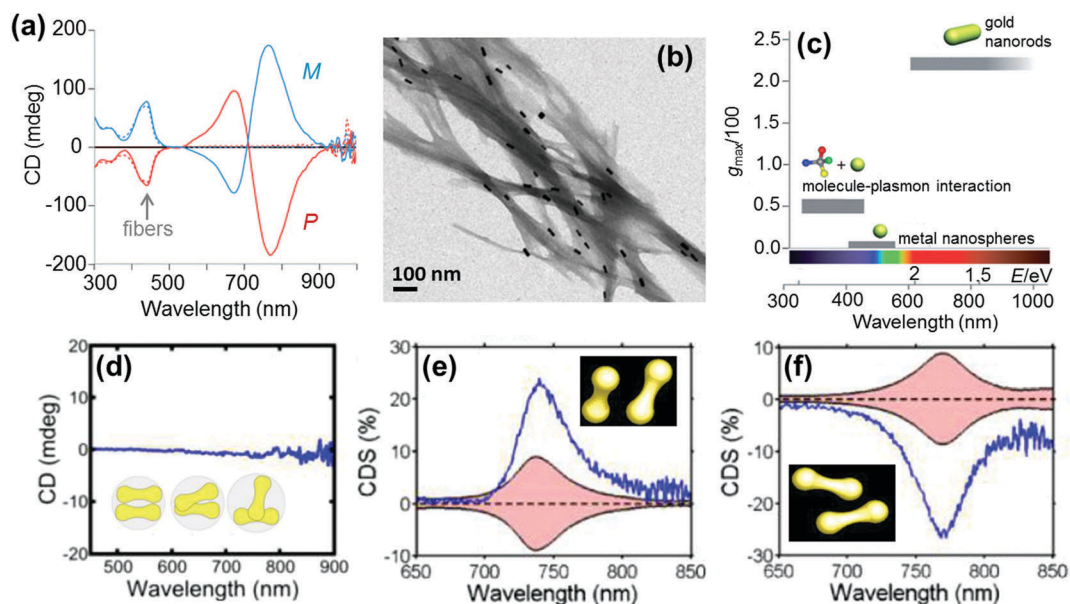 (a)
200
100
0
-100
-200
CD (mdeg)
M
P
fibers
300
500
700
900
Wavelength (nm)
(b)
100 nm
(c)
gold
nanorods
2.5
2.0
1.5
1.0
0.5
0.0
gmax/100
+
molecule-plasmon interaction
metal nanospheres
2
1,5
E/eV
300
400
600
800
1000
Wavelength (nm)
(d)
20
10
0
-10
-20
CD (mdeg)
500
600
700
800
900
Wavelength (nm)
(e)
30
20
10
0
-10
CDS (%)
650
700
750
800
850
Wavelength (nm)
(f)
10
0
-10
-20
-30
CDS (%)
650
700
750
800
850
Wavelength (nm)